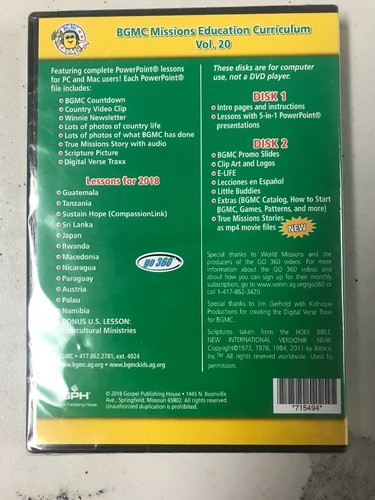 BGMC Missions Education Curriculum
Vol. 20
Featuring complete PowerPoint® lessons
for PC and Mac users! Each PowerPoint®
file includes:
BGMC Countdown
Country Video Clip
Winnie Newsletter
Lots of photos of country life
Lots of photos of what BGMC has done
True Missions Story with audio
Scripture Picture
Digital Verse Traxx
Lessons for 2018
Guatemala
Tanzania
Sustain Hope (CompassionLink)
Sri Lanka
Japan
Rwanda
Macedonia
Nicaragua
Paraguay
Austria
Palau
Namibia
BONUS U.S. LESSON:
Intercultural Ministries
go 360°
BGMC • 417.862.2781, ext. 4024
www.bgmc.ag.org • www.bgmckids.ag.org
GPH®
Gospel Publishing House
© 2018 Gospel Publishing House • 1445 N. Boonville
Ave., Springfield, Missouri 65802. All rights reserved.
Unauthorized duplication is prohibited.
These disks are for computer
use, not a DVD player.
DISK 1
Intro pages and instructions
Lessons with 5-in-1 PowerPoint®
presentations
DISK 2
BGMC Promo Slides
Clip Art and Logos
E-LIFE
Lecciones en Español
Little Buddies
Extras (BGMC Catalog, How to Start
BGMC, Games, Patterns, and more)
True Missions Stories
as mp4 movie files
NEW
Special thanks to World Missions and the
producers of the GO 360 videos. For more
information about the GO 360 videos and
about how you can sign up for their monthly
subscription, go to www.wmm.ag.org/go360 or
call 1-417-862-3420.
Special thanks to Jim Gerhold with Kidnique
Productions for creating the Digital Verse Traxx
for BGMC.
Scriptures taken from the HOLY BIBLE,
NEW INTERNATIONAL VERSION® NIV®
Copyright©1973, 1978, 1984, 2011 by Biblica,
Inc.™ All rights reserved worldwide. Used by
permission.
*715494*